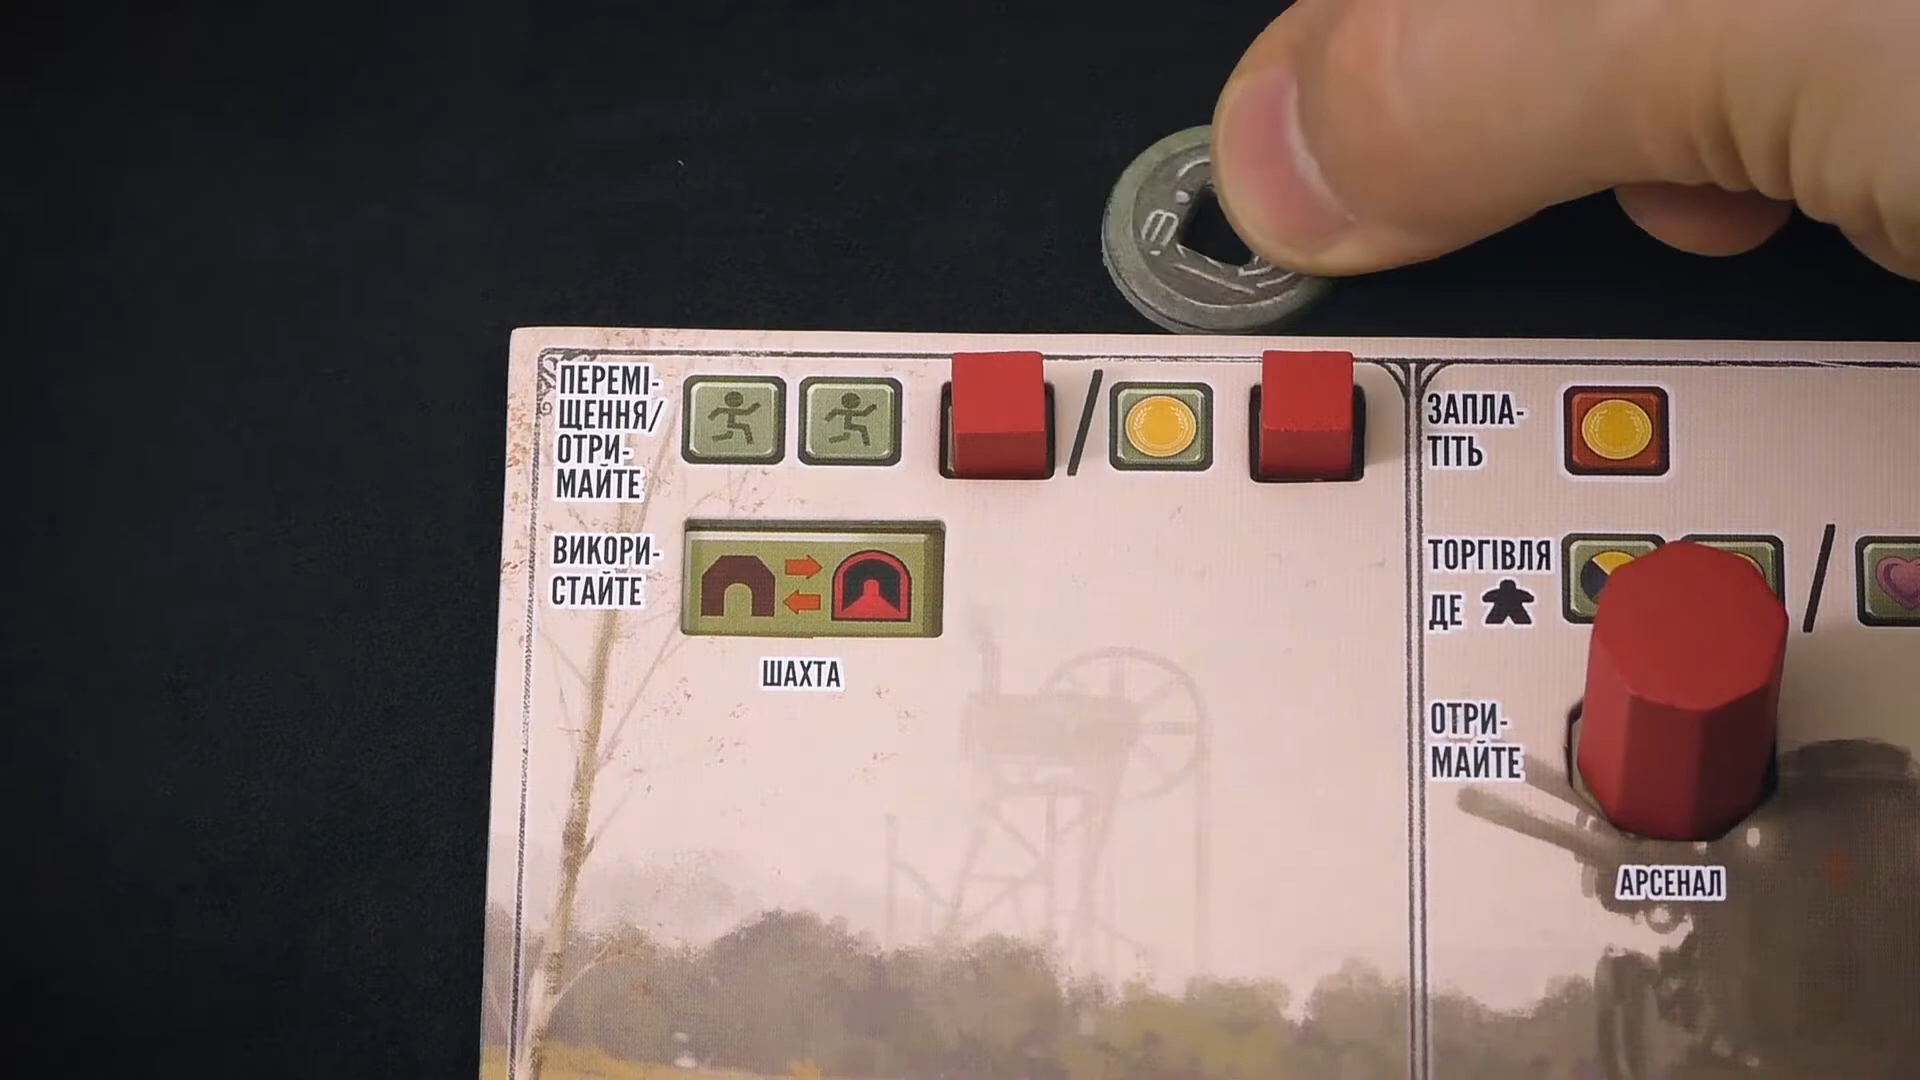 ПЕРЕМІ-
ЩЕННЯ/
ОТРИ-
МАЙТЕ
/
ВИКОРИ-
СТАЙТЕ
ШАХТА
ЗАПЛА-
ТІТЬ
ТОРГІВЛЯ
ДЕ
/
ОТРИ-
МАЙТЕ
АРСЕНАЛ